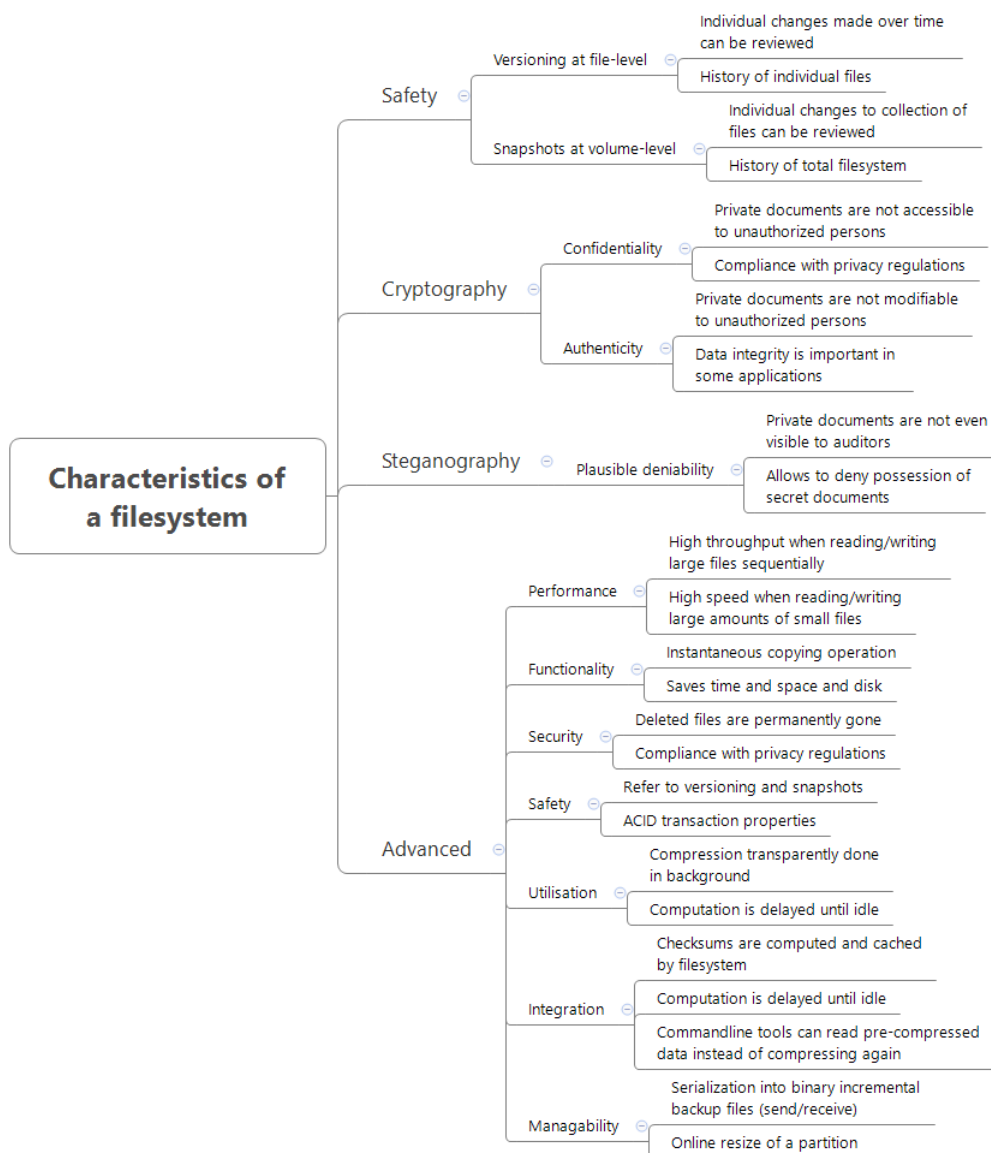 Characteristics of
a filesystem
Safety
Versioning at file-level
Individual changes made over time
can be reviewed
History of individual files
Snapshots at volume-level
Individual changes to collection of
files can be reviewed
History of total filesystem
Cryptography
Confidentiality
Private documents are not accessible
to unauthorized persons
Compliance with privacy regulations
Authenticity
Private documents are not modifiable
to unauthorized persons
Data integrity is important in
some applications
Steganography
Plausible deniability
Private documents are not even
visible to auditors
Allows to deny possession of
secret documents
Advanced
Performance
High throughput when reading/writing
large files sequentially
High speed when reading/writing
large amounts of small files
Functionality
Instantaneous copying operation
Saves time and space and disk
Security
Deleted files are permanently gone
Compliance with privacy regulations
Safety
Refer to versioning and snapshots
ACID transaction properties
Utilisation
Compression transparently done
in background
Computation is delayed until idle
Integration
Checksums are computed and cached
by filesystem
Computation is delayed until idle
Commandline tools can read pre-compressed
data instead of compressing again
Managability
Serialization into binary incremental
backup files (send/receive)
Online resize of a partition